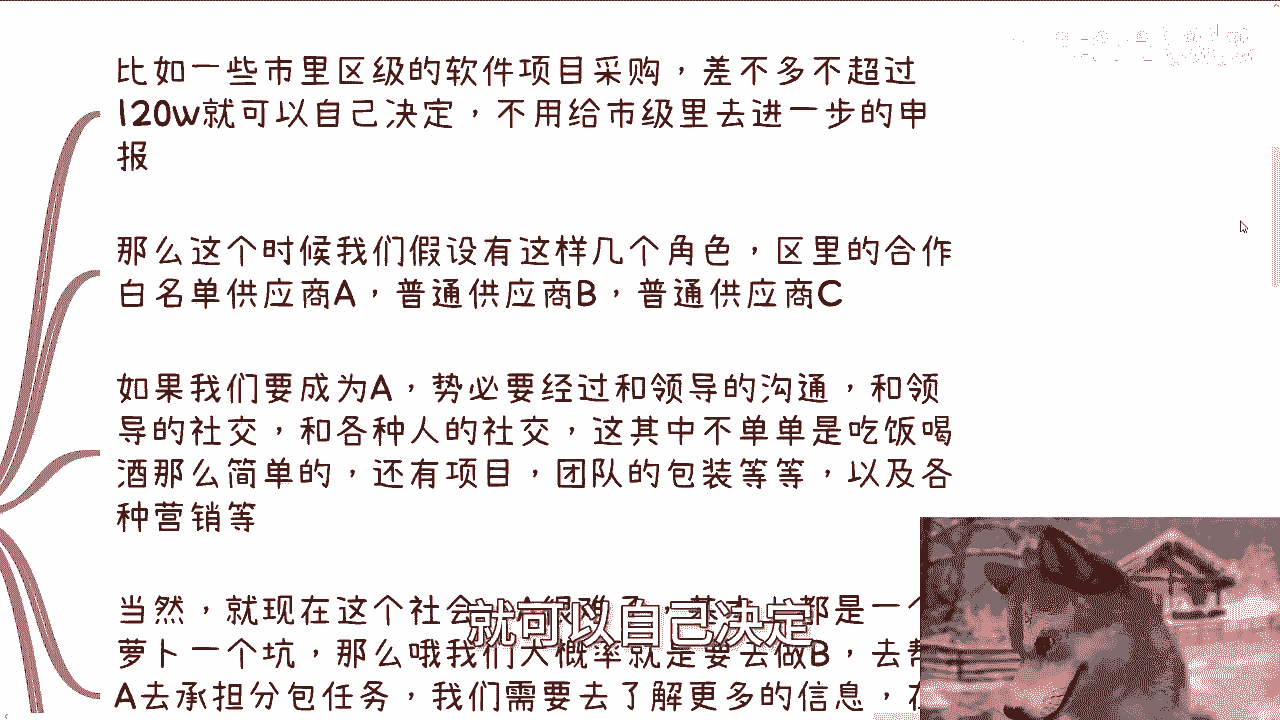 比如一些市里区级的软件项目采购，差不多不超过
120w就可以自己决定，不用给市级里去进一步的申
报
那么这个时候我们假设有这样几个角色，区里的合作
白名单供应商A，普通供应商B，普通供应商C
如果我们要成为A，势必要经过和领导的沟通，和领
导的社交，和各种人的社交，这其中不单单是吃饭喝
酒那么简单的，还有项目，团队的包装等等，以及各
种营销等
当然，就现在这个社会 都是一个
就可以自己决定
萝卜一个坑，那么哦我们大概率就是要去做B，去帮
A去承担分包任务，我们需要去了解更多的信息，在